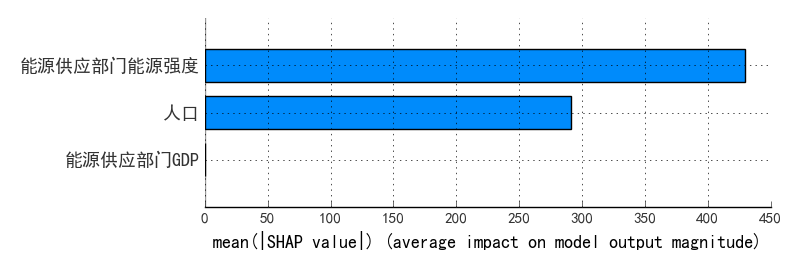 能源供应部门能源强度
人口
能源供应部门GDP
0 50 100 150 200 250 300 350 400 450
mean(|SHAP value|) (average impact on model output magnitude)